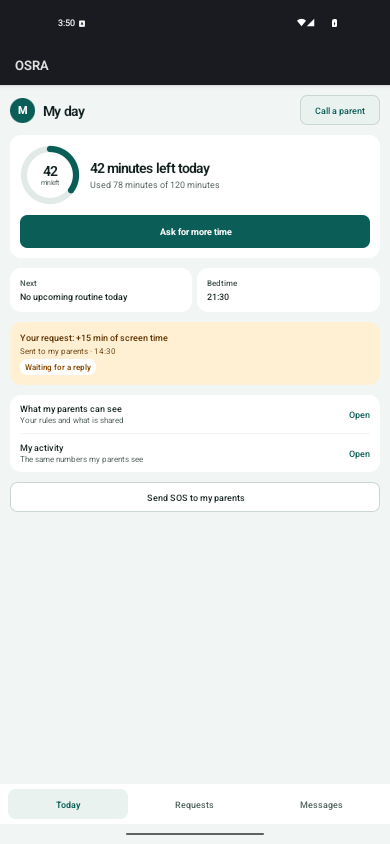 3:50
OSRA
M
My day
Call a parent
42
min left
42 minutes left today
Used 78 minutes of 120 minutes
Ask for more time
Next
No upcoming routine today
Bedtime
21:30
Your request: +15 min of screen time
Sent to my parents · 14:30
Waiting for a reply
What my parents can see
Your rules and what is shared
Open
My activity
The same numbers my parents see
Open
Send SOS to my parents
Today
Requests
Messages